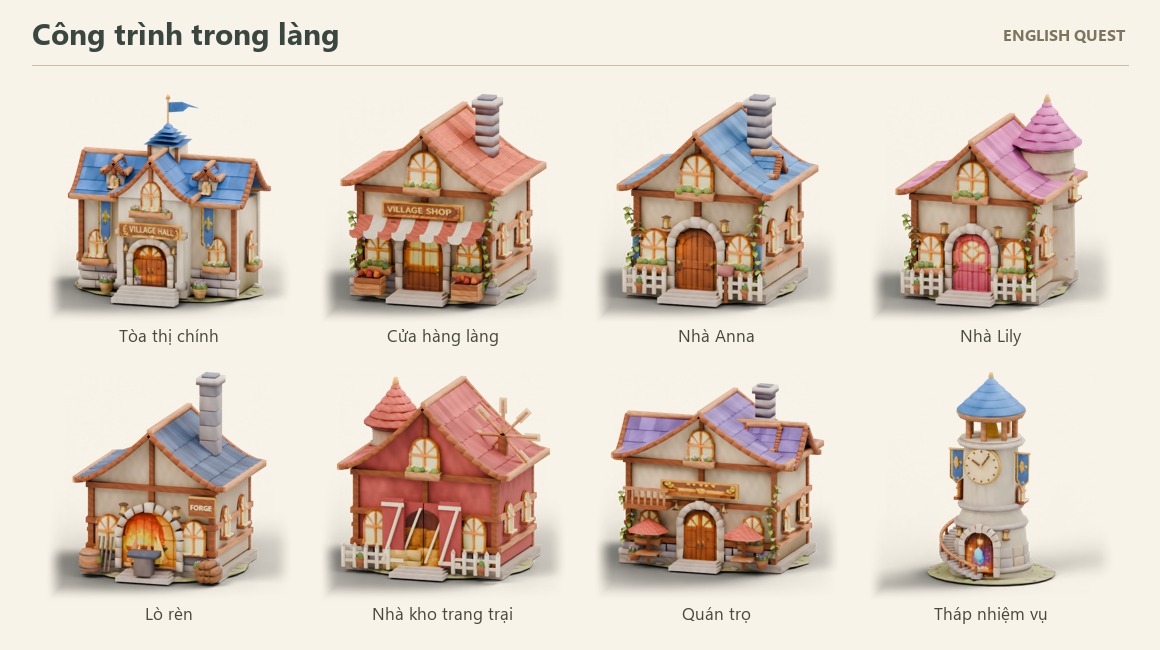 Công trình trong làng
ENGLISH QUEST
VILLAGE HALL
VILLAGE SHOP
Tòa thị chính
Cửa hàng làng
Nhà Anna
Nhà Lily
FORGE
Lò rèn
Nhà kho trang trại
Quán trọ
Tháp nhiệm vụ